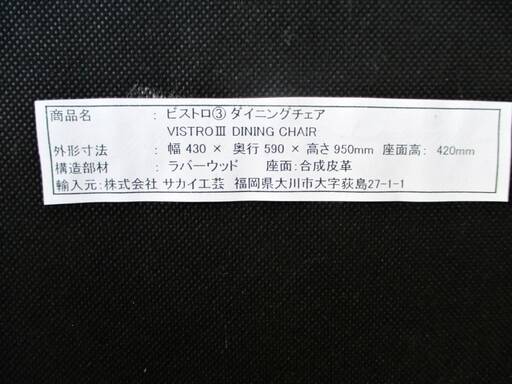 商品名 : ビストロ③ ダイニングチェア
VISTROⅢ DINING CHAIR
外形寸法 : 幅 430 × 奥行 590 × 高さ 950mm 座面高: 420mm
構造部材 : ラバーウッド 座面:合成皮革
輸入元:株式会社 サカイ工芸 福岡県大川市大字荻島27-1-1